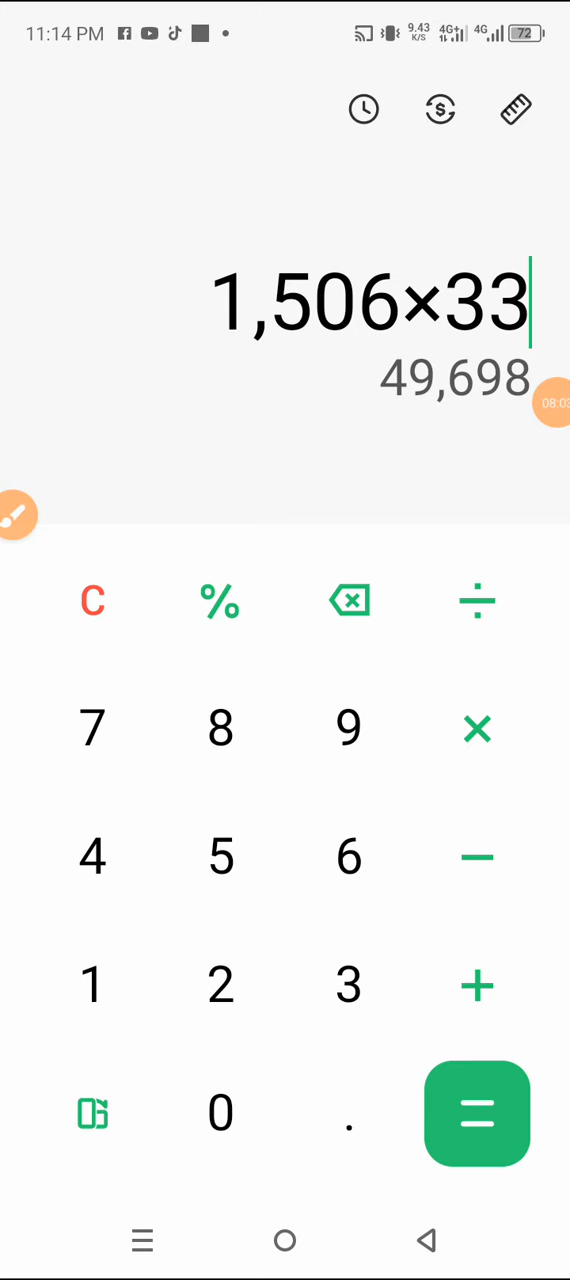 11:14 PM 9.43 K/S 4G+ 4G 72
1,506×33
49,698
08:03
C % ÷
7 8 9 ×
4 5 6 −
1 2 3 +
0 . =